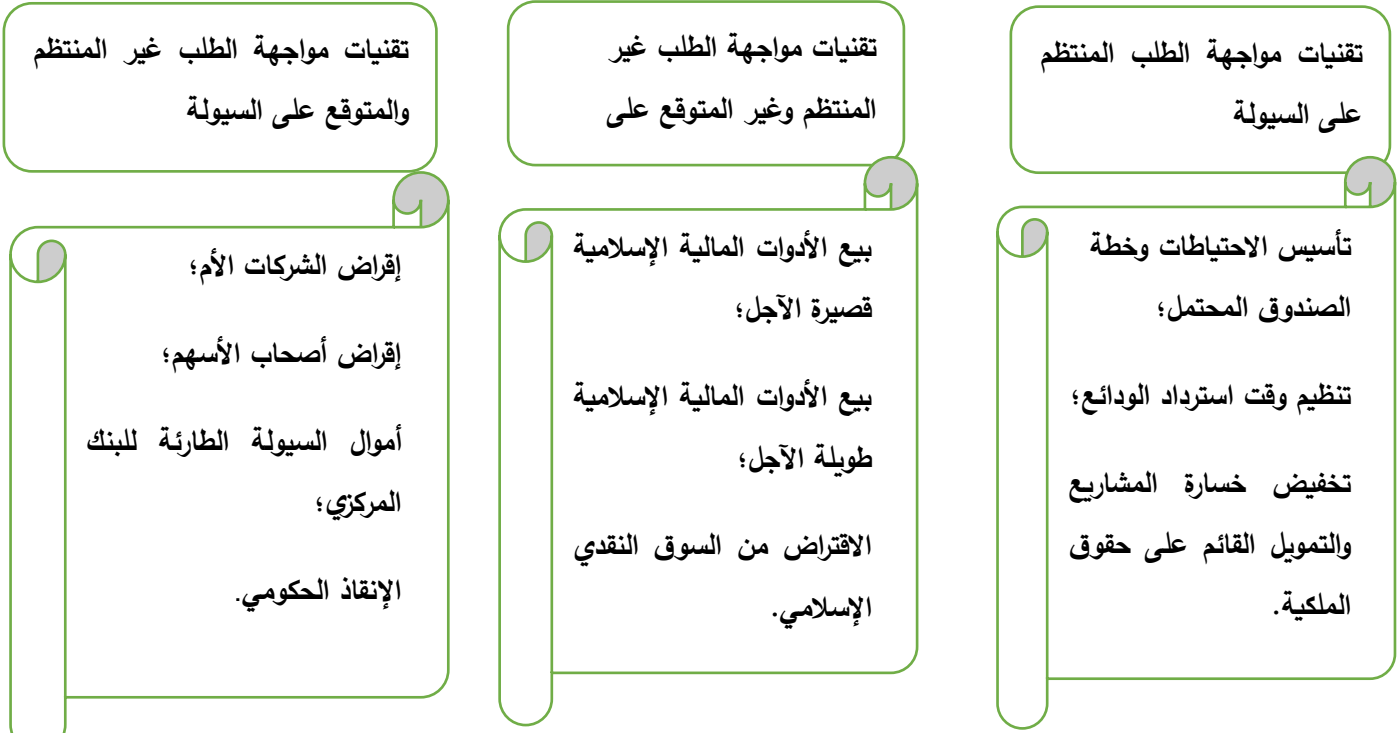 تقنيات مواجهة الطلب المنتظم
على السيولة
تأسيس الاحتياطات وخطة
الصندوق المحتمل؛
تنظيم وقت استرداد الودائع؛
تخفيض خسارة المشاريع
والتمويل القائم على حقوق
الملكية.
تقنيات مواجهة الطلب غير
المنتظم وغير المتوقع على
بيع الأدوات المالية الإسلامية
قصيرة الآجل؛
بيع الأدوات المالية الإسلامية
طويلة الآجل؛
الاقتراض من السوق النقدي
الإسلامي.
تقنيات مواجهة الطلب غير المنتظم
والمتوقع على السيولة
إقراض الشركات الأم؛
إقراض أصحاب الأسهم؛
أموال السيولة الطارئة للبنك
المركزي؛
الإنقاذ الحكومي.